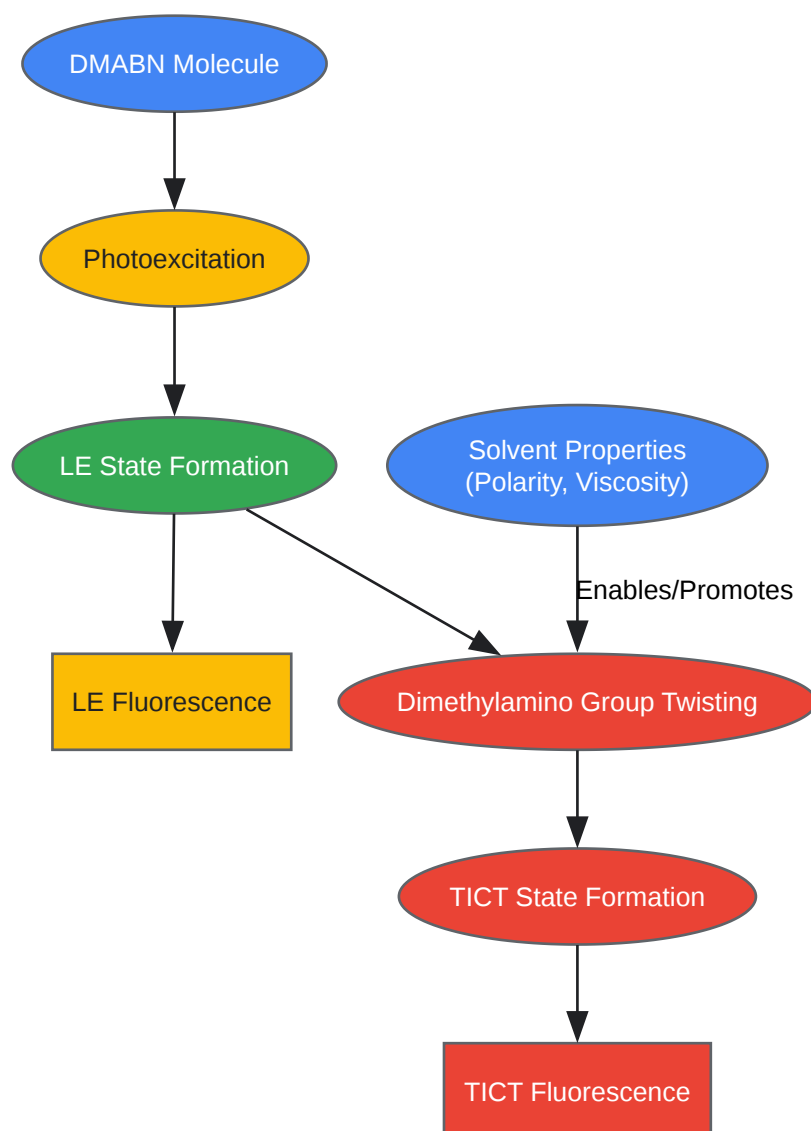 DMABN Molecule
Photoexcitation
LE State Formation
Solvent Properties
(Polarity, Viscosity)
Enables/Promotes
LE Fluorescence
Dimethylamino Group Twisting
TICT State Formation
TICT Fluorescence